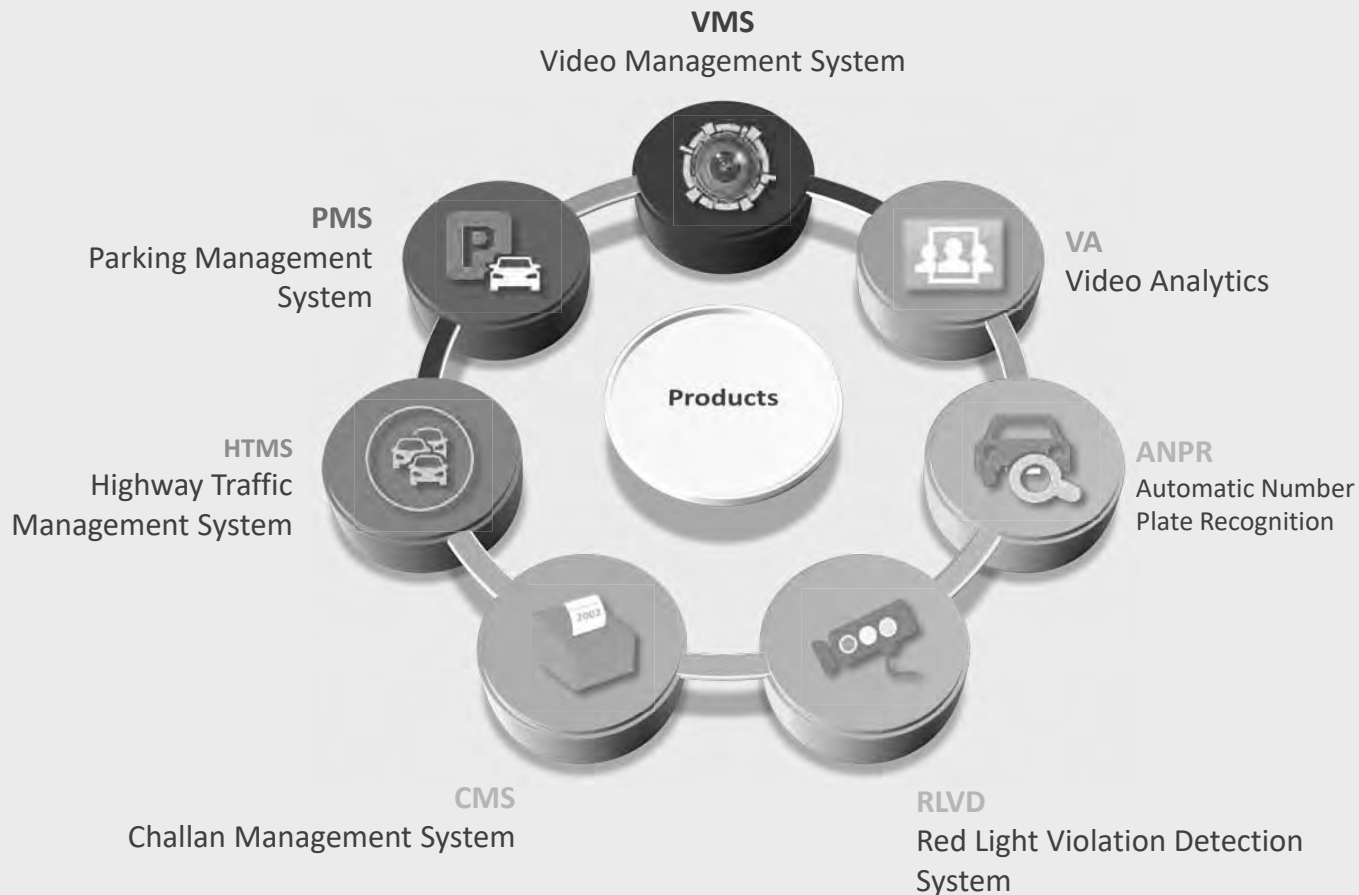 VMS
Video Management System
PMS
Parking Management
System
VA
Video Analytics
Products
HTMS
Highway Traffic
Management System
ANPR
Automatic Number
Plate Recognition
2002
CMS
Challan Management System
RLVD
Red Light Violation Detection
System